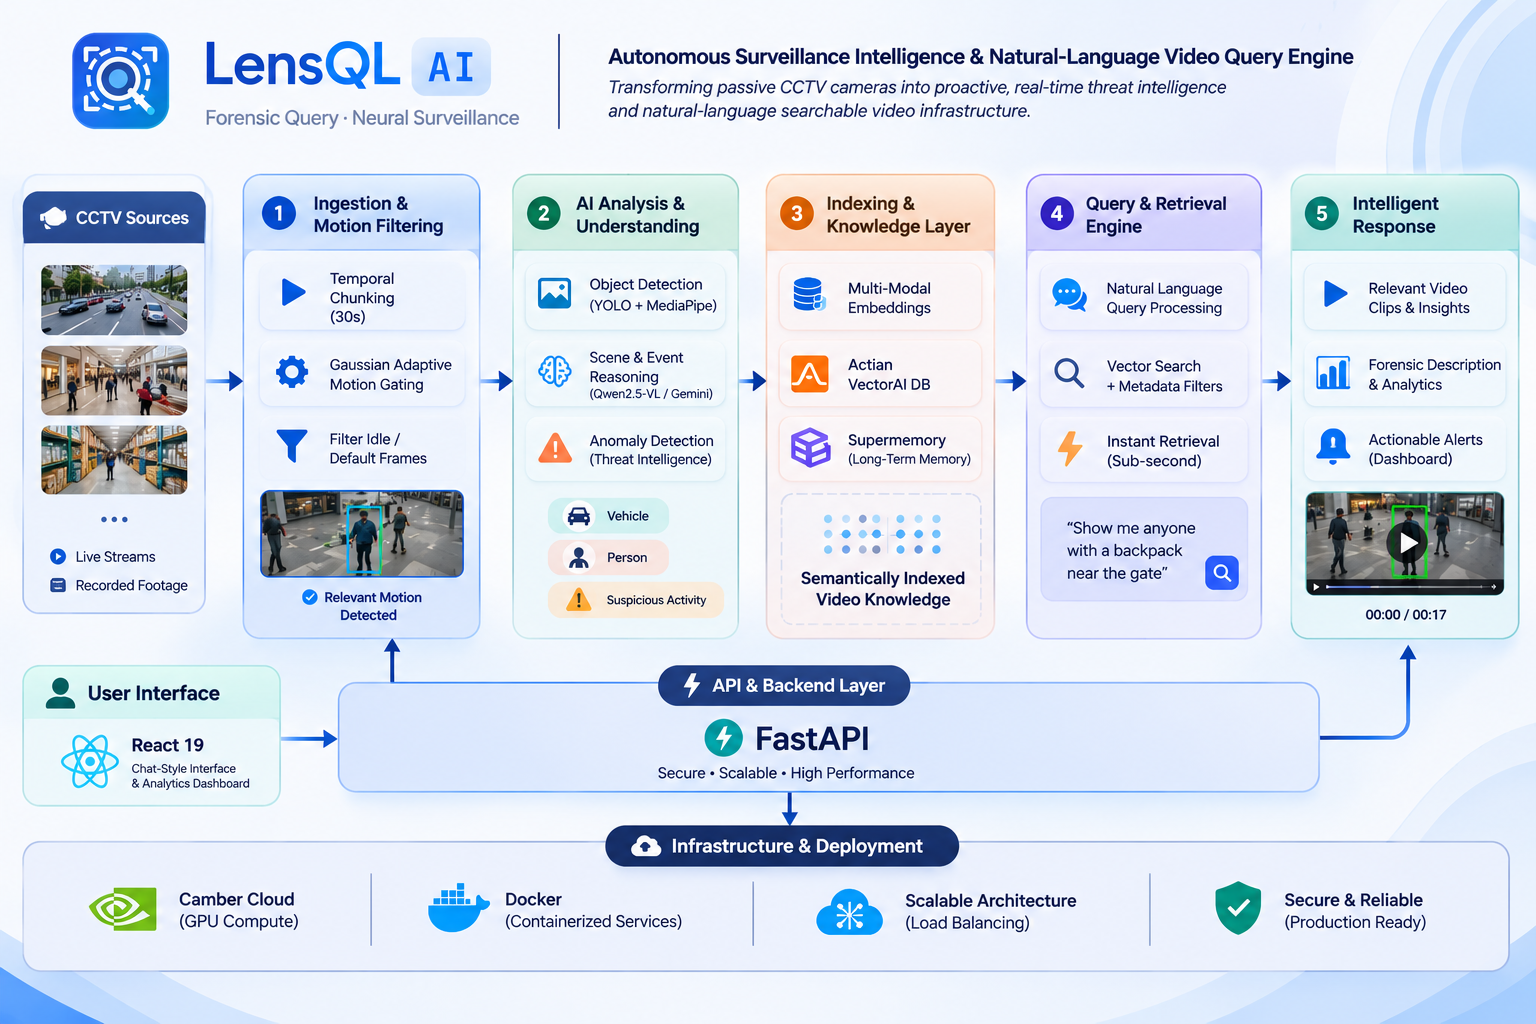 LensQL AI
Forensic Query · Neural Surveillance
Autonomous Surveillance Intelligence & Natural-Language Video Query Engine
Transforming passive CCTV cameras into proactive, real-time threat intelligence
and natural-language searchable video infrastructure.
CCTV Sources
Live Streams
Recorded Footage
1
Ingestion &
Motion Filtering
Temporal
Chunking
(30s)
Gaussian Adaptive
Motion Gating
Filter Idle /
Default Frames
Relevant Motion
Detected
2
AI Analysis &
Understanding
Object Detection
(YOLO + MediaPipe)
Scene & Event
Reasoning
(Qwen2.5-VL / Gemini)
Anomaly Detection
(Threat Intelligence)
Vehicle
Person
Suspicious Activity
3
Indexing &
Knowledge Layer
Multi-Modal
Embeddings
Actian
VectorAI DB
Supermemory
(Long-Term Memory)
Semantically Indexed
Video Knowledge
4
Query & Retrieval
Engine
Natural Language
Query Processing
Vector Search
+ Metadata Filters
Instant Retrieval
(Sub-second)
“Show me anyone
with a backpack
near the gate”
5
Intelligent
Response
Relevant Video
Clips & Insights
Forensic Description
& Analytics
Actionable Alerts
(Dashboard)
00:00 / 00:17
User Interface
React 19
Chat-Style Interface
& Analytics Dashboard
API & Backend Layer
FastAPI
Secure • Scalable • High Performance
Infrastructure & Deployment
Camber Cloud
(GPU Compute)
Docker
(Containerized Services)
Scalable Architecture
(Load Balancing)
Secure & Reliable
(Production Ready)